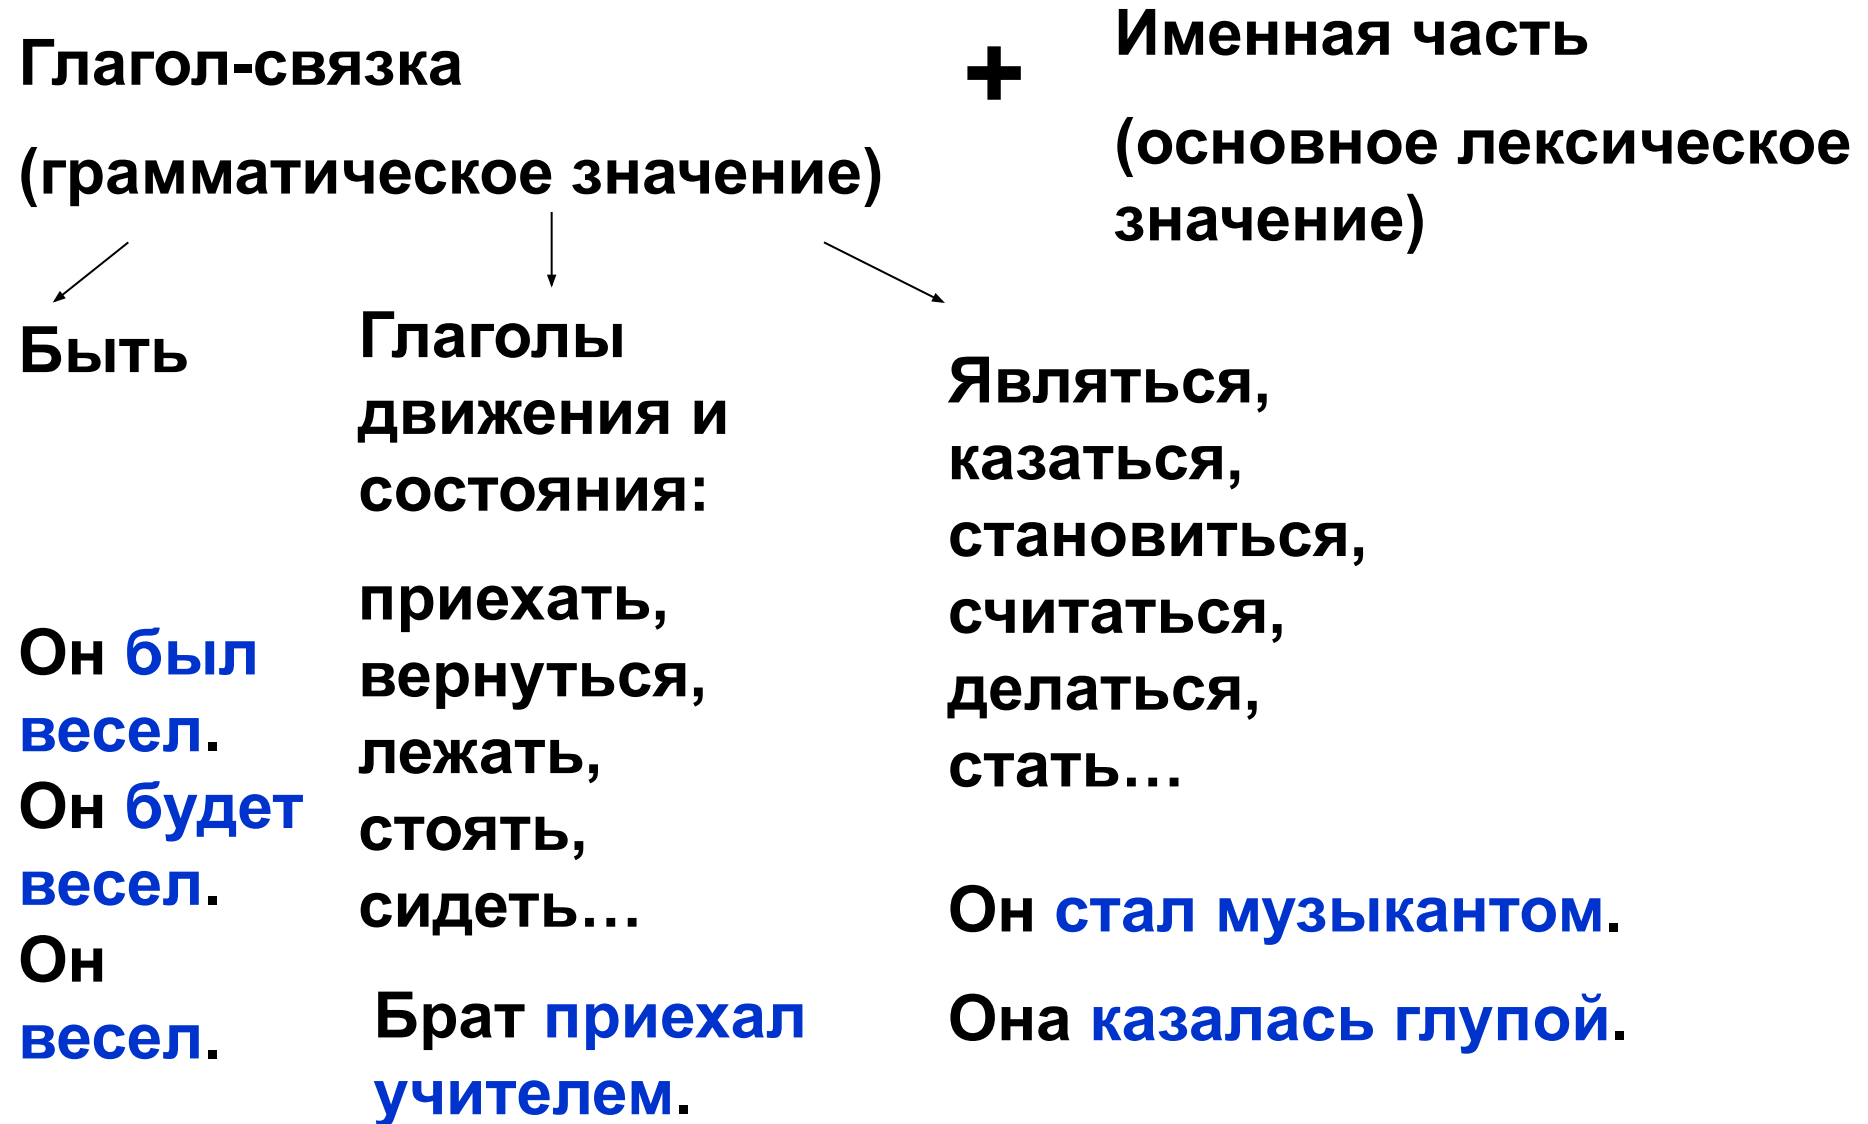 Глагол-связка
(грамматическое значение)
+
Именная часть
(основное лексическое
значение)
Быть
Он был
весел.
Он будет
весел.
Он
весел.
Глаголы
движения и
состояния:
приехать,
вернуться,
лежать,
стоять,
сидеть…
Брат приехал
учителем.
Являться,
казаться,
становиться,
считаться,
делаться,
стать…
Он стал музыкантом.
Она казалась глупой.